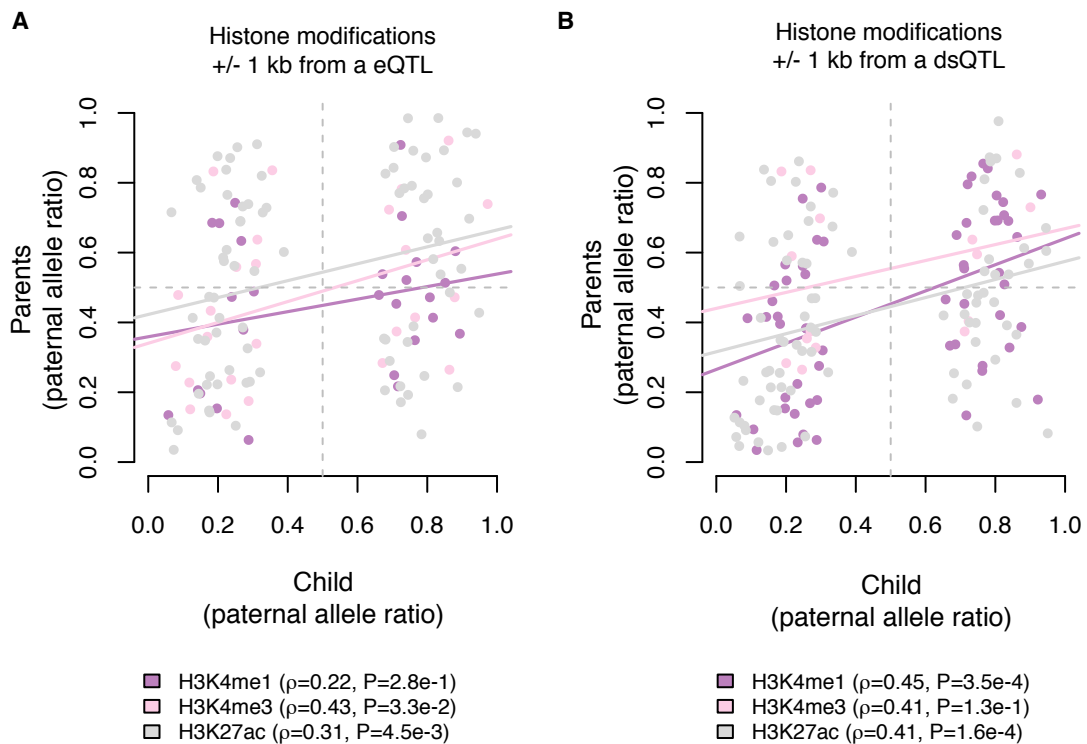 A
Histone modifications
+/- 1 kb from a eQTL
Parents
(paternal allele ratio)
1.0
0.8
0.6
0.4
0.2
0.0
0.0 0.2 0.4 0.6 0.8 1.0
Child
(paternal allele ratio)
H3K4me1 (ρ=0.22, P=2.8e-1)
H3K4me3 (ρ=0.43, P=3.3e-2)
H3K27ac (ρ=0.31, P=4.5e-3)
B
Histone modifications
+/- 1 kb from a dsQTL
Parents
(paternal allele ratio)
1.0
0.8
0.6
0.4
0.2
0.0
0.0 0.2 0.4 0.6 0.8 1.0
Child
(paternal allele ratio)
H3K4me1 (ρ=0.45, P=3.5e-4)
H3K4me3 (ρ=0.41, P=1.3e-1)
H3K27ac (ρ=0.41, P=1.6e-4)